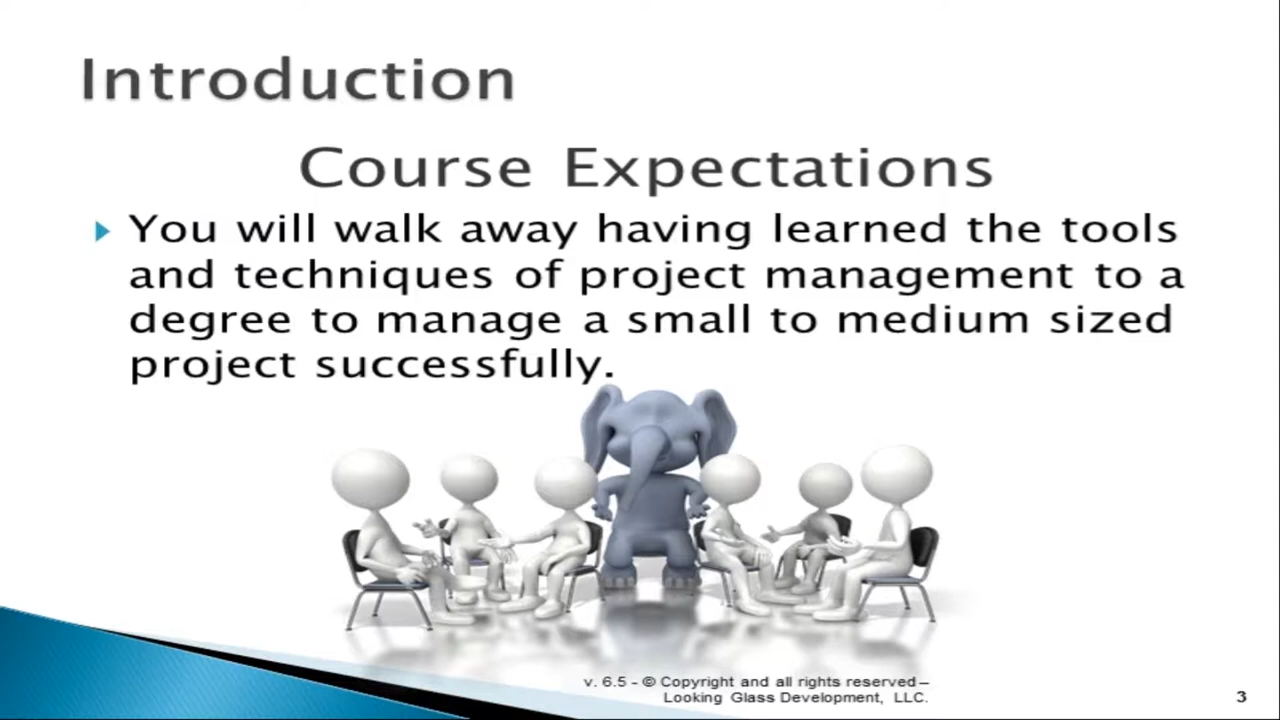 Introduction
Course Expectations
You will walk away having learned the tools
and techniques of project management to a
degree to manage a small to medium sized
project successfully.
v. 6.5 - © Copyright and all rights reserved –
Looking Glass Development, LLC.
3